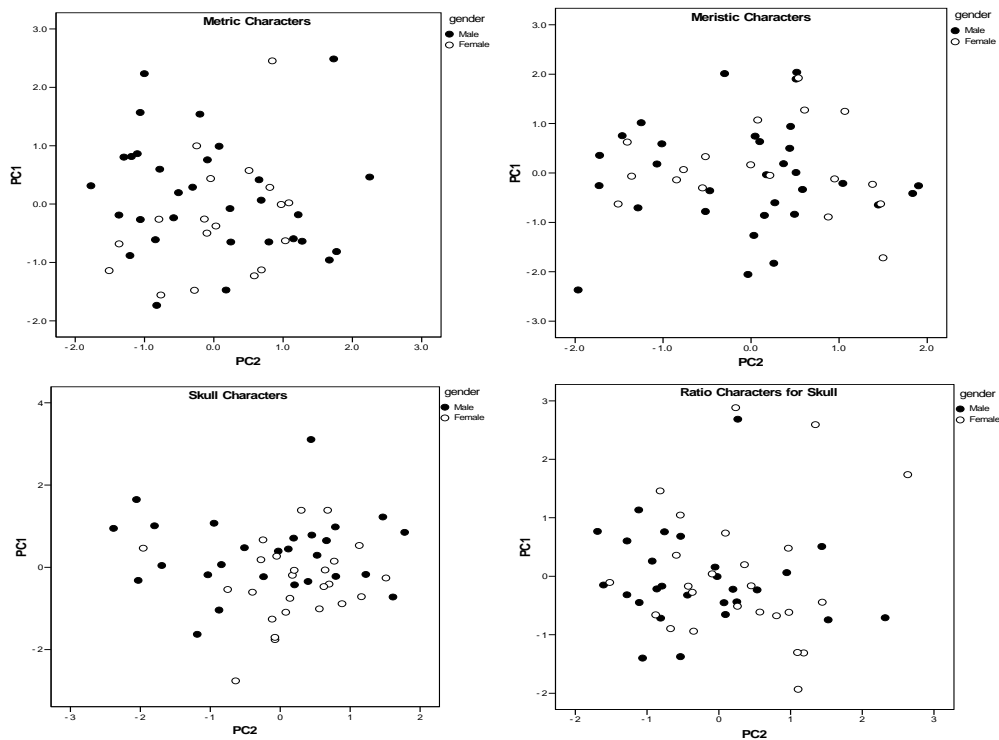 Metric Characters
gender
Male
Female
3.0
2.0
1.0
0.0
-1.0
-2.0
PC1
-2.0 -1.0 0.0 1.0 2.0 3.0
PC2
Meristic Characters
gender
Male
Female
3.0
2.0
1.0
0.0
-1.0
-2.0
-3.0
PC1
-2.0 -1.0 0.0 1.0 2.0
PC2
Skull Characters
gender
Male
Female
4
2
0
-2
PC1
-3 -2 -1 0 1 2
PC2
Ratio Characters for Skull
gender
Male
Female
3
2
1
0
-1
-2
PC1
-2 -1 0 1 2 3
PC2